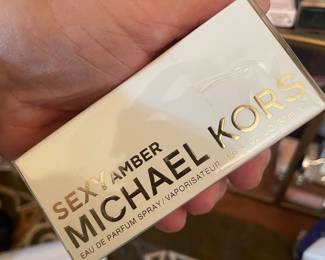 SEXY AMBER
MICHAEL KORS
EAU DE PARFUM SPRAY/VAPORISATEUR